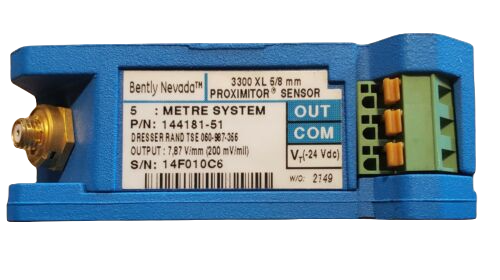 Bently Nevada™
3300 XL 5/8 mm
PROXIMITOR® SENSOR
5 : METRE SYSTEM
P/N: 144181-51
DRESSER RAND TSE 060-987-366
OUTPUT : 7,87 V/mm (200 mV/mil)
S/N: 14F010C6
OUT
COM
VT(-24 Vdc)
W/O: 2149